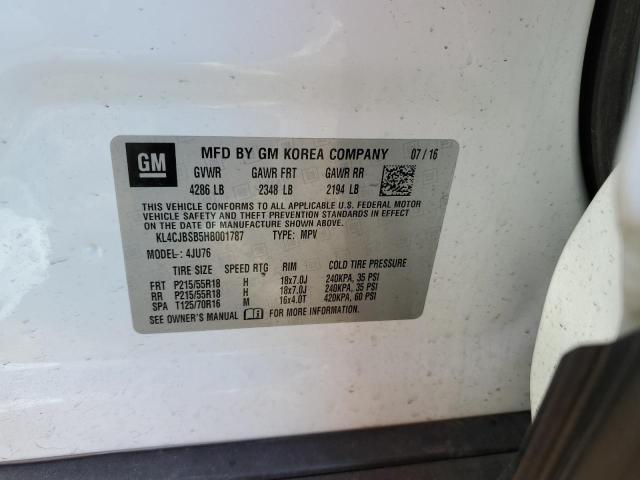 GM MFD BY GM KOREA COMPANY 07/16
GVWR GAWR FRT GAWR RR
4286 LB 2348 LB 2194 LB
THIS VEHICLE CONFORMS TO ALL APPLICABLE U.S. FEDERAL MOTOR
VEHICLE SAFETY AND THEFT PREVENTION STANDARDS IN EFFECT
ON THE DATE OF MANUFACTURE SHOWN ABOVE.
KL4CJBSB5HB001787 TYPE: MPV
MODEL: 4JU76
TIRE SIZE SPEED RTG RIM COLD TIRE PRESSURE
FRT P215/55R18 H 18x7.0J 240KPA, 35 PSI
RR P215/55R18 H 18x7.0J 240KPA, 35 PSI
SPA T125/70R16 M 16x4.0T 420KPA, 60 PSI
SEE OWNER'S MANUAL FOR MORE INFORMATION.